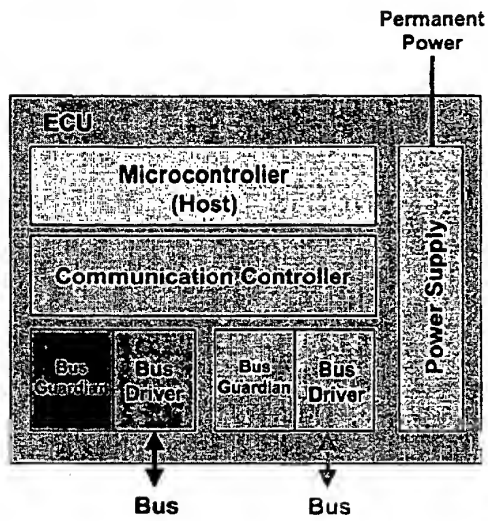 Permanent
Power
ECU
Microcontroller
(Host)
Communication Controller
Power Supply
Bus
Guardian
Bus
Driver
Bus
Guardian
Bus
Driver
Bus
Bus